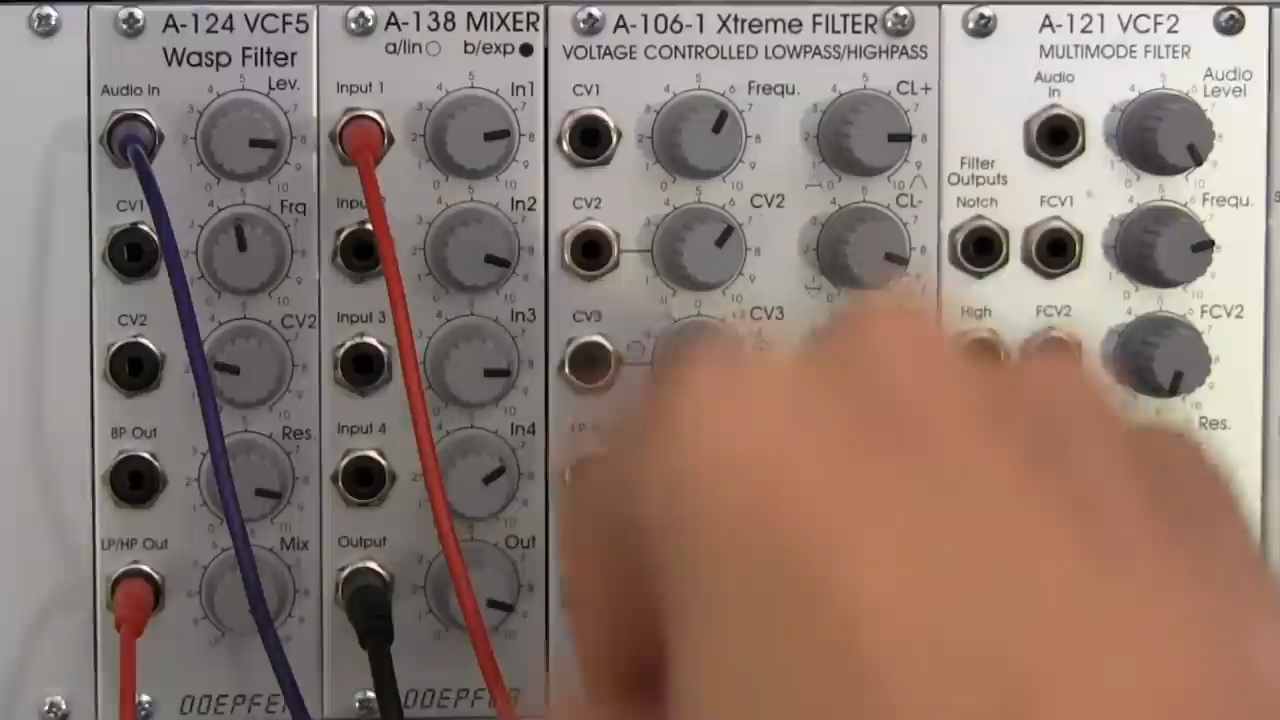 A-124 VCF5
Wasp Filter
Audio In
Lev.
CV1
Frq
CV2
CV2
BP Out
Res.
LP/HP Out
Mix
DOEPFER
A-138 MIXER
a/lin b/exp
Input 1
In1
In2
Input 3
In3
Input 4
In4
Output
Out
DOEPFER
A-106-1 Xtreme FILTER
VOLTAGE CONTROLLED LOWPASS/HIGHPASS
CV1
Frequ.
CL+
CV2
CV2
CL-
CV3
CV3
A-121 VCF2
MULTIMODE FILTER
Audio
In
Audio
Level
Filter
Outputs
Notch
FCV1
Frequ.
High
FCV2
FCV2
Res.